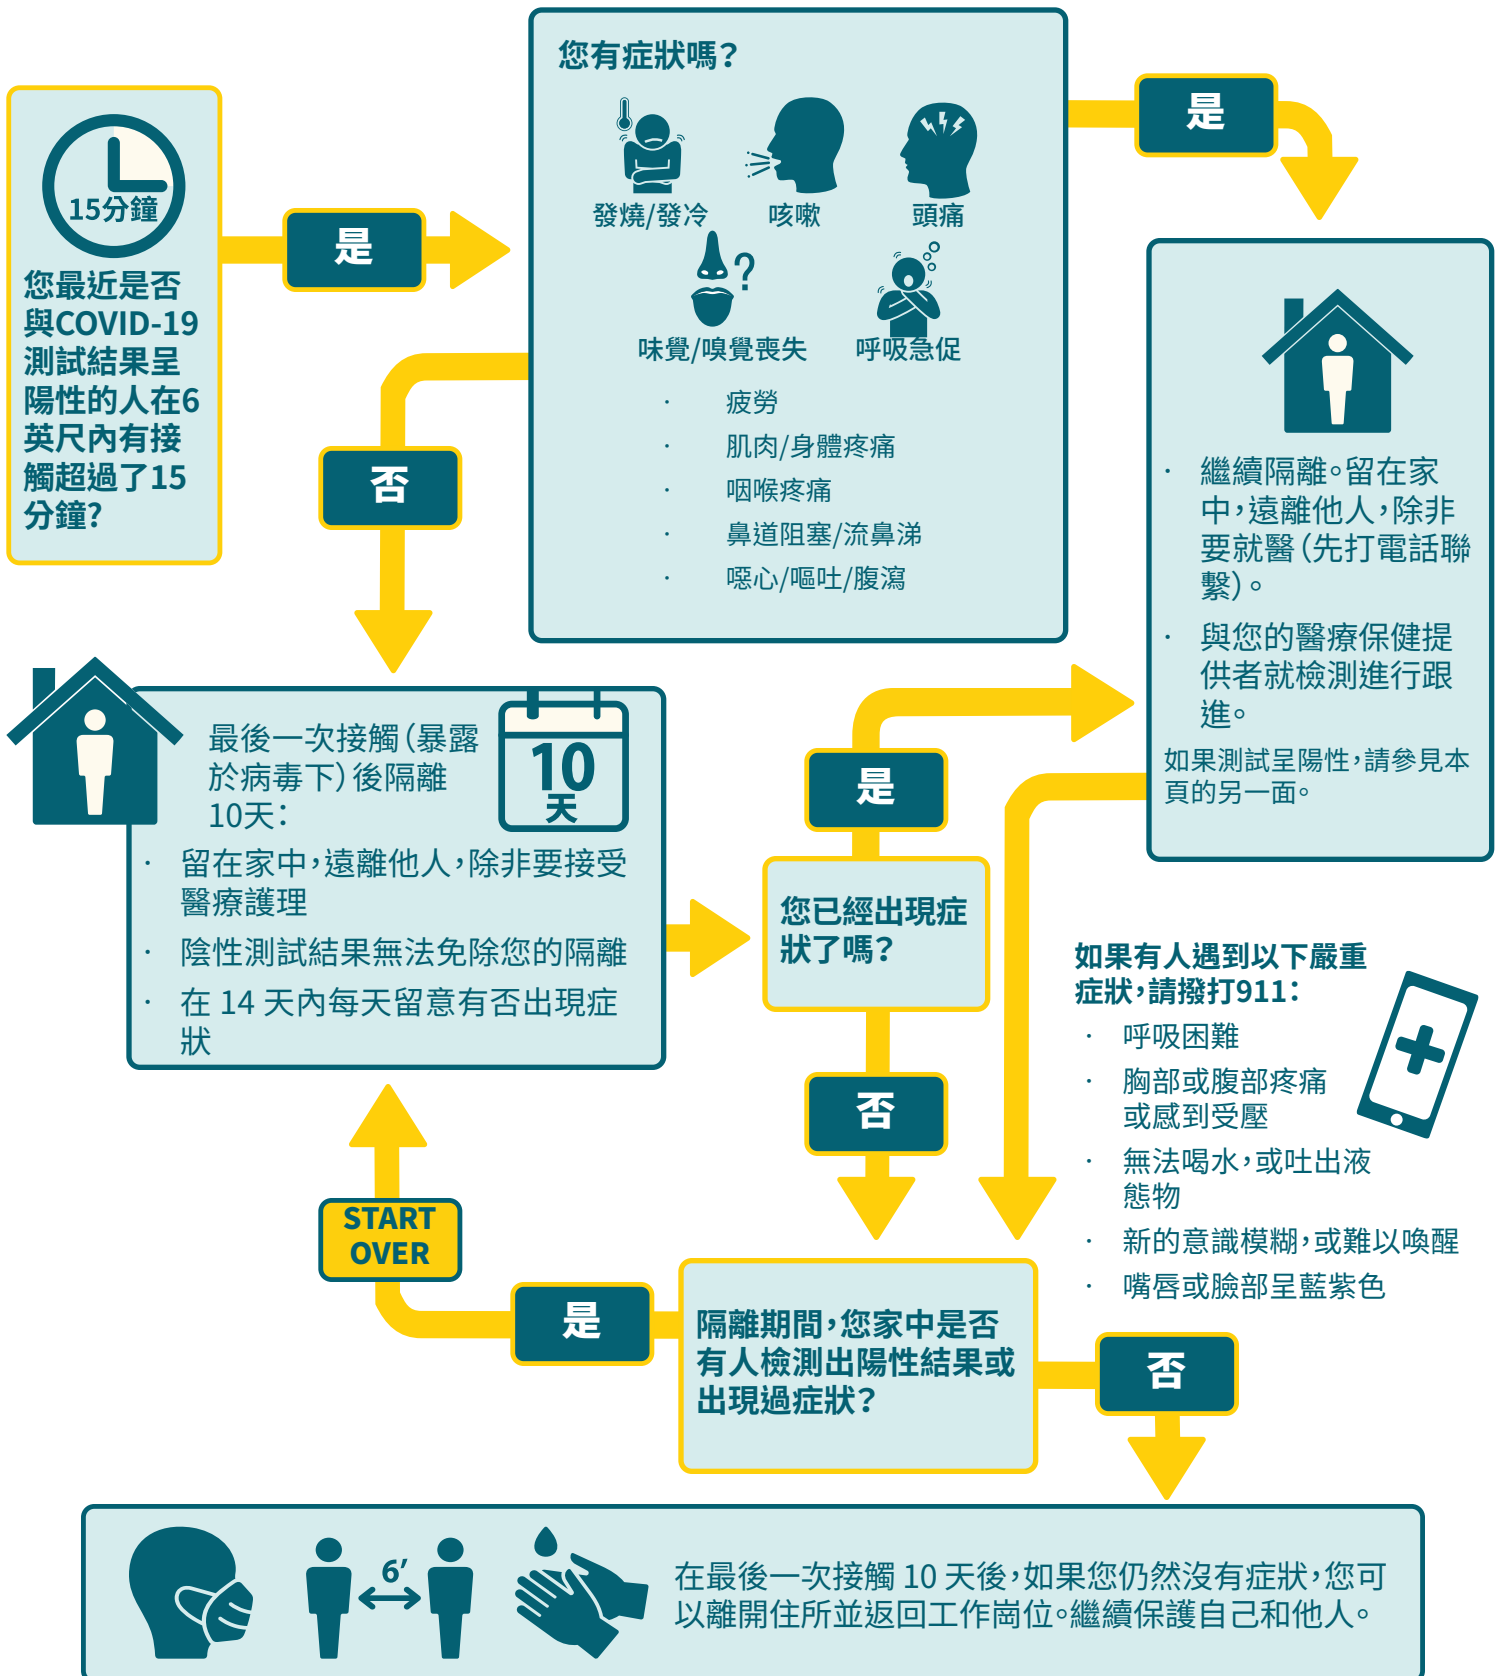 15分鐘
您最近是否
與COVID-19
測試結果呈
陽性的人在6
英尺內有接
觸超過了15
分鐘?
是
您有症狀嗎?
發燒/發冷
咳嗽
頭痛
?
味覺/嗅覺喪失
呼吸急促
· 疲勞
· 肌肉/身體疼痛
· 咽喉疼痛
· 鼻道阻塞/流鼻涕
· 噁心/嘔吐/腹瀉
是
否
· 繼續隔離。留在家
中，遠離他人，除非
要就醫（先打電話聯
繫）。
· 與您的醫療保健提
供者就檢測進行跟
進。
如果測試呈陽性，請參見本
頁的另一面。
最後一次接觸（暴露
於病毒下）後隔離
10天：
10
天
· 留在家中，遠離他人，除非要接受
醫療護理
· 陰性測試結果無法免除您的隔離
· 在 14 天內每天留意有否出現症
狀
是
您已經出現症
狀了嗎?
否
如果有人遇到以下嚴重
症狀，請撥打911：
· 呼吸困難
· 胸部或腹部疼痛
或感到受壓
· 無法喝水，或吐出液
態物
· 新的意識模糊，或難以喚醒
· 嘴唇或臉部呈藍紫色
START
OVER
是
隔離期間，您家中是否
有人檢測出陽性結果或
出現過症狀?
否
6′
在最後一次接觸 10 天後，如果您仍然沒有症狀，您可
以離開住所並返回工作崗位。繼續保護自己和他人。